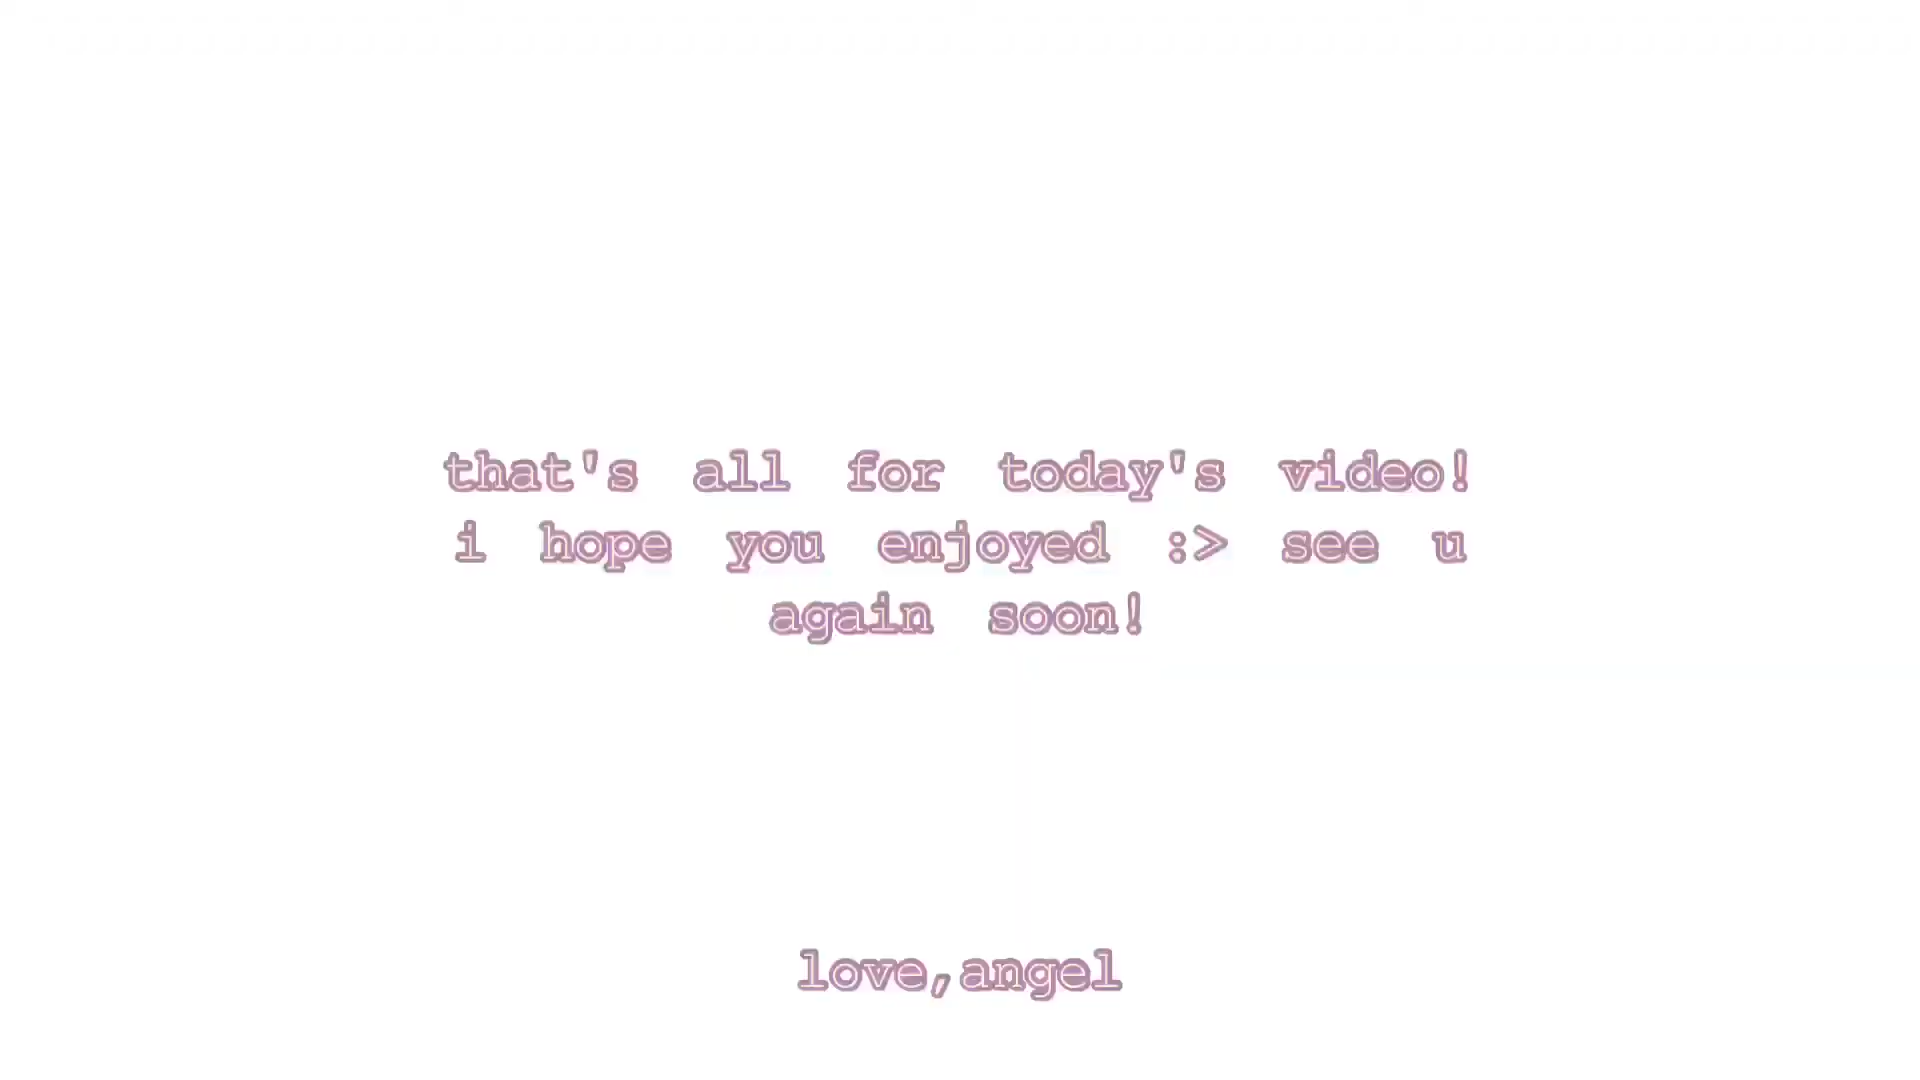 that's all for today's video!
i hope you enjoyed :> see u
again soon!
love,angel